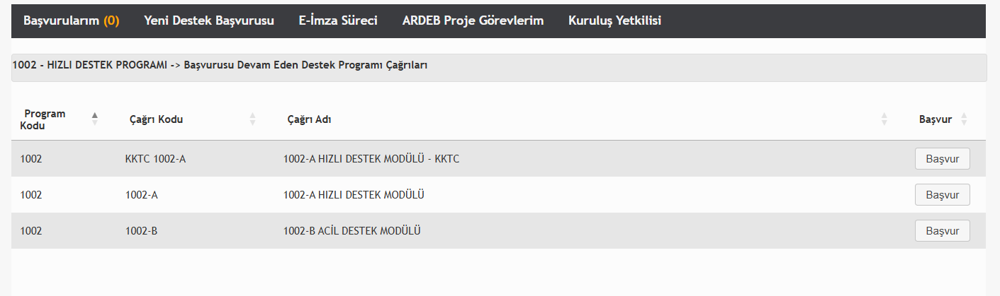 Başvurularım (0) Yeni Destek Başvurusu E-İmza Süreci ARDEB Proje Görevlerim Kuruluş Yetkilisi
1002 - HIZLI DESTEK PROGRAMI -> Başvurusu Devam Eden Destek Programı Çağrıları
Program
Kodu
Çağrı Kodu Çağrı Adı Başvur
1002 KKTC 1002-A 1002-A HIZLI DESTEK MODÜLÜ - KKTC Başvur
1002 1002-A 1002-A HIZLI DESTEK MODÜLÜ Başvur
1002 1002-B 1002-B ACİL DESTEK MODÜLÜ Başvur